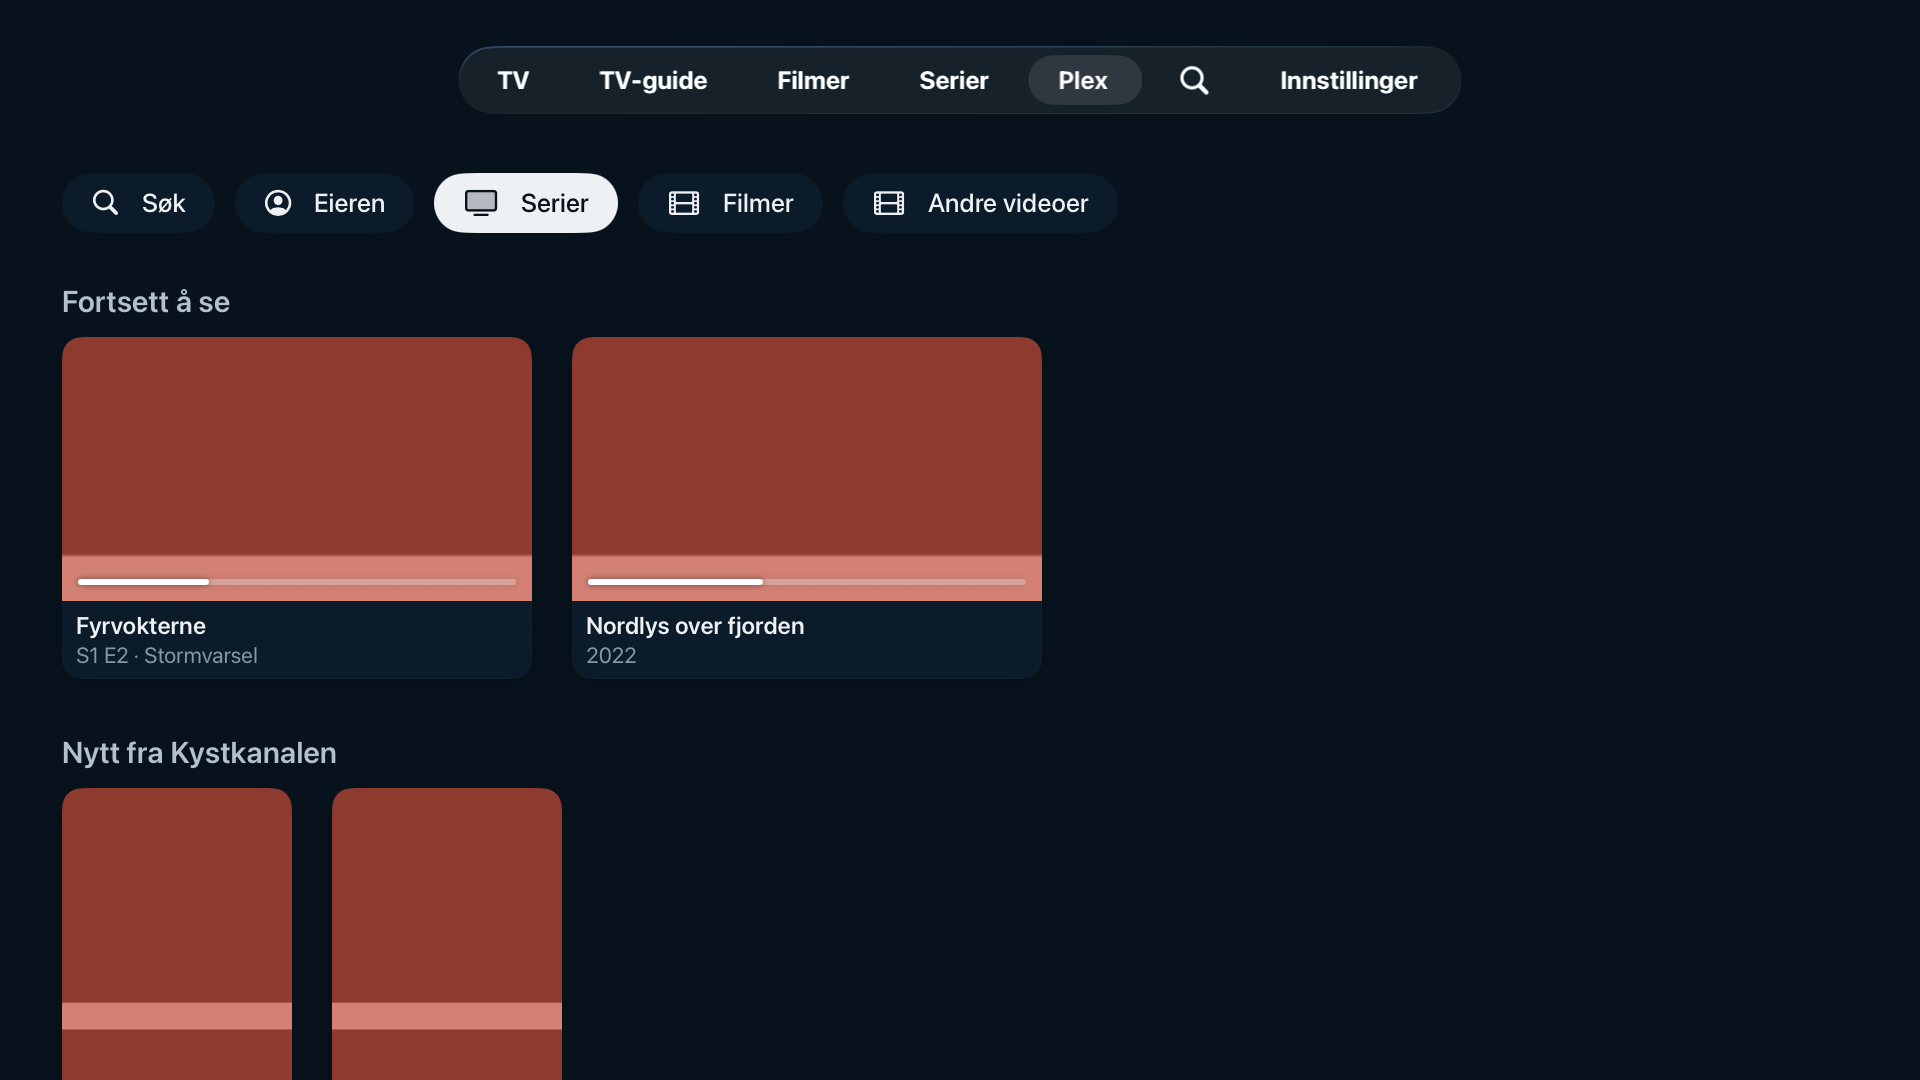 TV TV-guide Filmer Serier Plex Innstillinger
Søk Eieren Serier Filmer Andre videoer
Fortsett å se
Fyrvokterne
S1 E2 · Stormvarsel
Nordlys over fjorden
2022
Nytt fra Kystkanalen